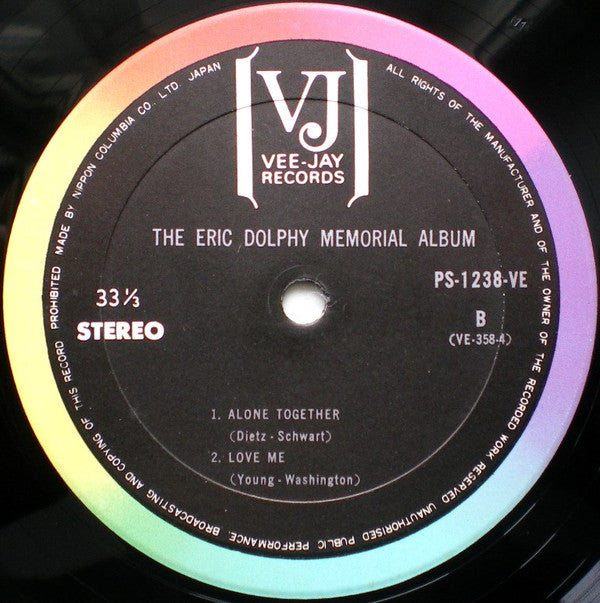 VJ
VEE-JAY
RECORDS
THE ERIC DOLPHY MEMORIAL ALBUM
PS-1238-VE
33 ⅓
STEREO
B
(VE-358-4)
1. ALONE TOGETHER
(Dietz - Schwart)
2. LOVE ME
(Young - Washington)
ALL RIGHTS OF THE MANUFACTURER AND OF THE OWNER OF THE RECORDED WORK RESERVED UNAUTHORISED PUBLIC PERFORMANCE, BROADCASTING AND COPYING OF THIS RECORD PROHIBITED MADE BY NIPPON COLUMBIA CO. LTD. JAPAN